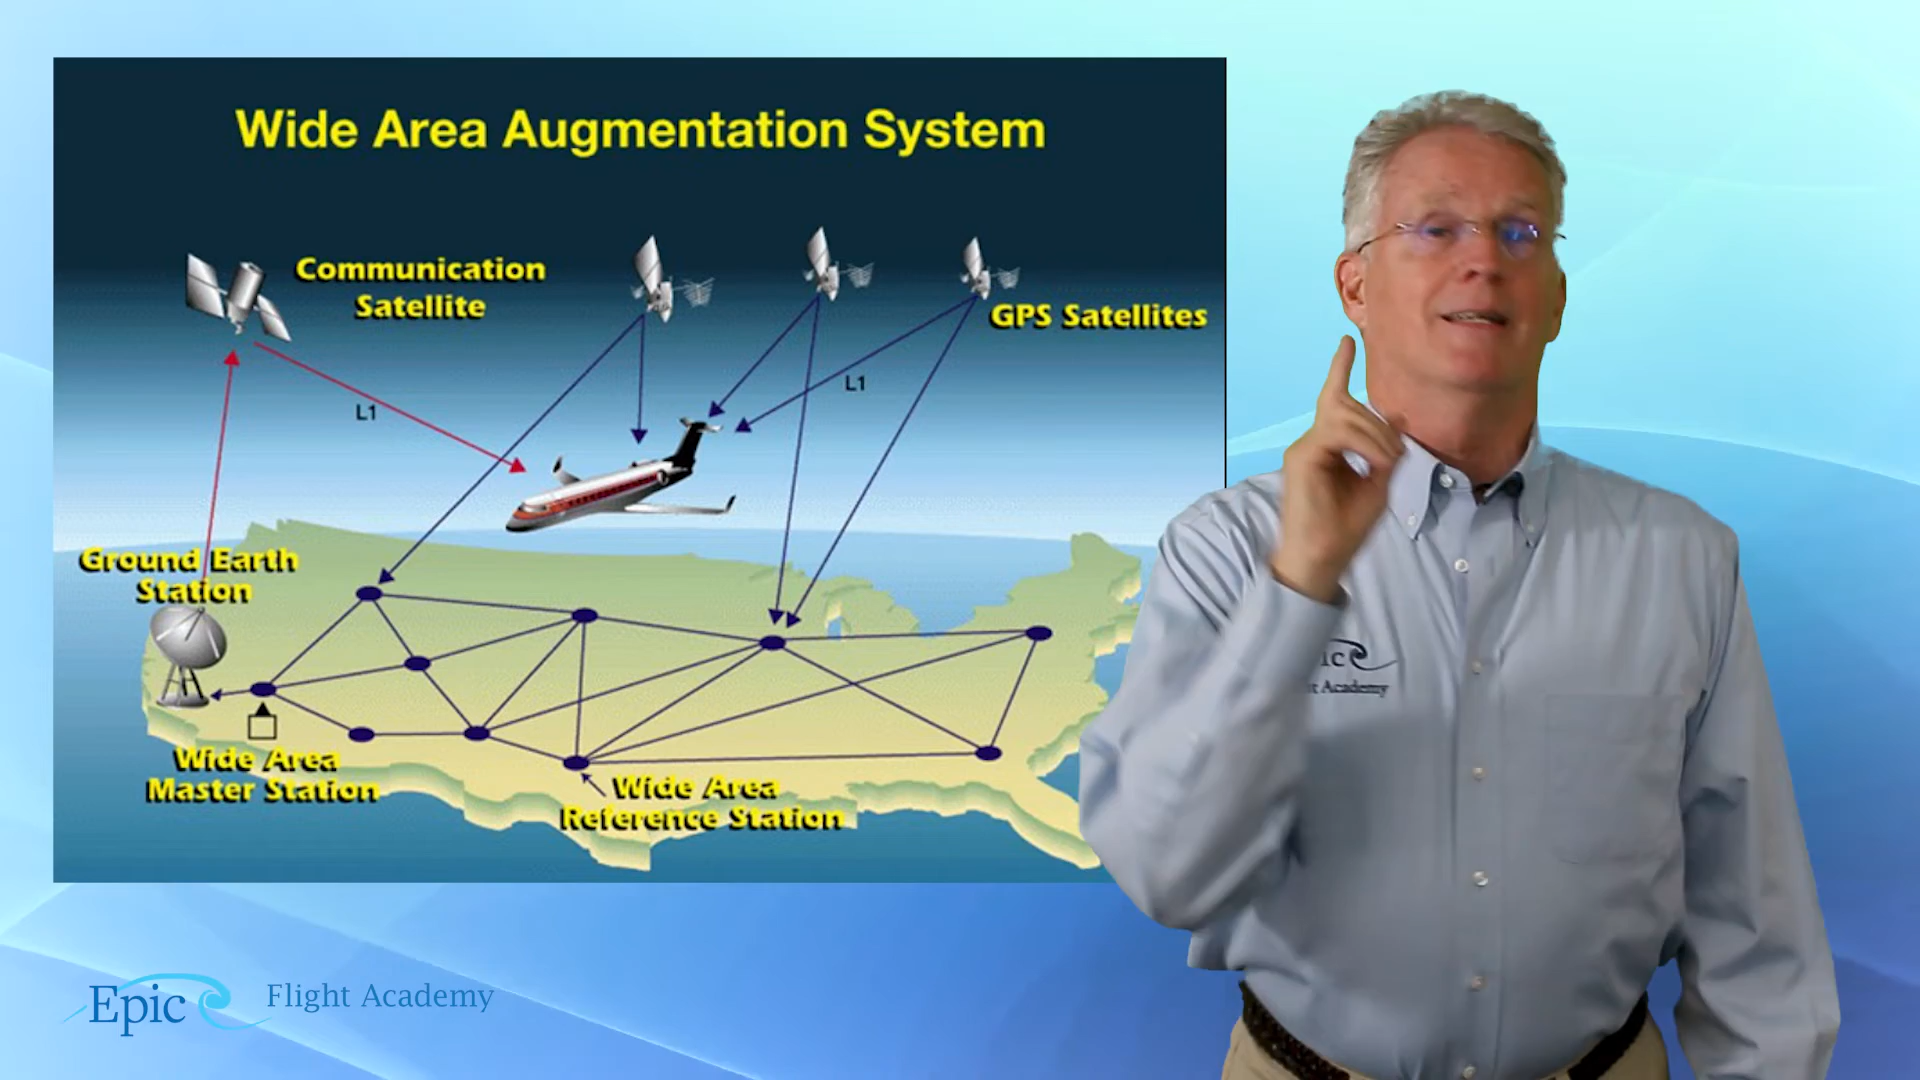 Wide Area Augmentation System
Communication
Satellite
GPS Satellites
L1
L1
Ground Earth
Station
Wide Area
Master Station
Wide Area
Reference Station
Epic
Flight Academy
Academy